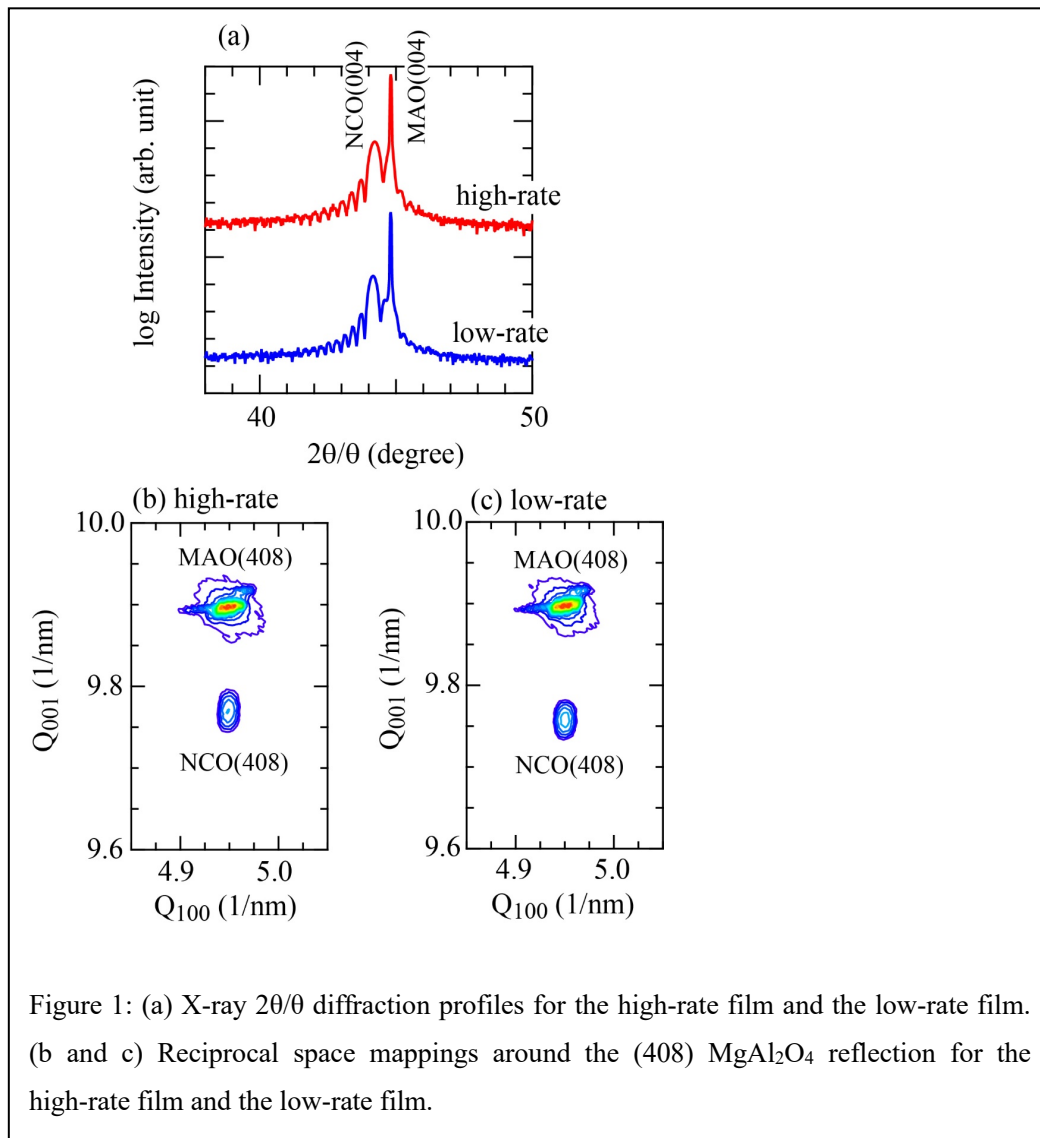 (a)
NCO(004)
MAO(004)
log Intensity (arb. unit)
high-rate
low-rate
40
50
2θ/θ (degree)
(b) high-rate
(c) low-rate
10.0
MAO(408)
Q001 (1/nm)
9.8
NCO(408)
9.6
4.9
5.0
Q100 (1/nm)
10.0
MAO(408)
Q001 (1/nm)
9.8
NCO(408)
9.6
4.9
5.0
Q100 (1/nm)
Figure 1: (a) X-ray 2θ/θ diffraction profiles for the high-rate film and the low-rate film.
(b and c) Reciprocal space mappings around the (408) MgAl₂O₄ reflection for the
high-rate film and the low-rate film.